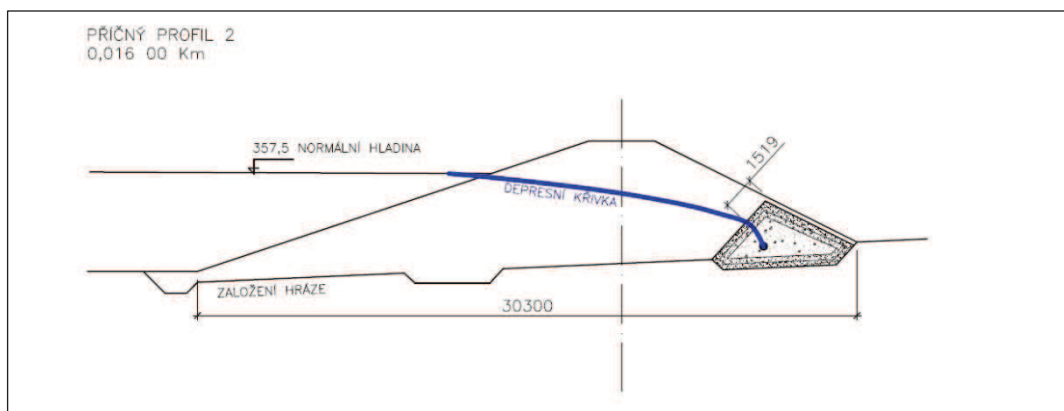 PŘÍČNÝ PROFIL 2
0,016 00 Km
357,5 NORMÁLNÍ HLADINA
1519
DEPRESNÍ KŘIVKA
ZALOŽENÍ HRÁZE
30300